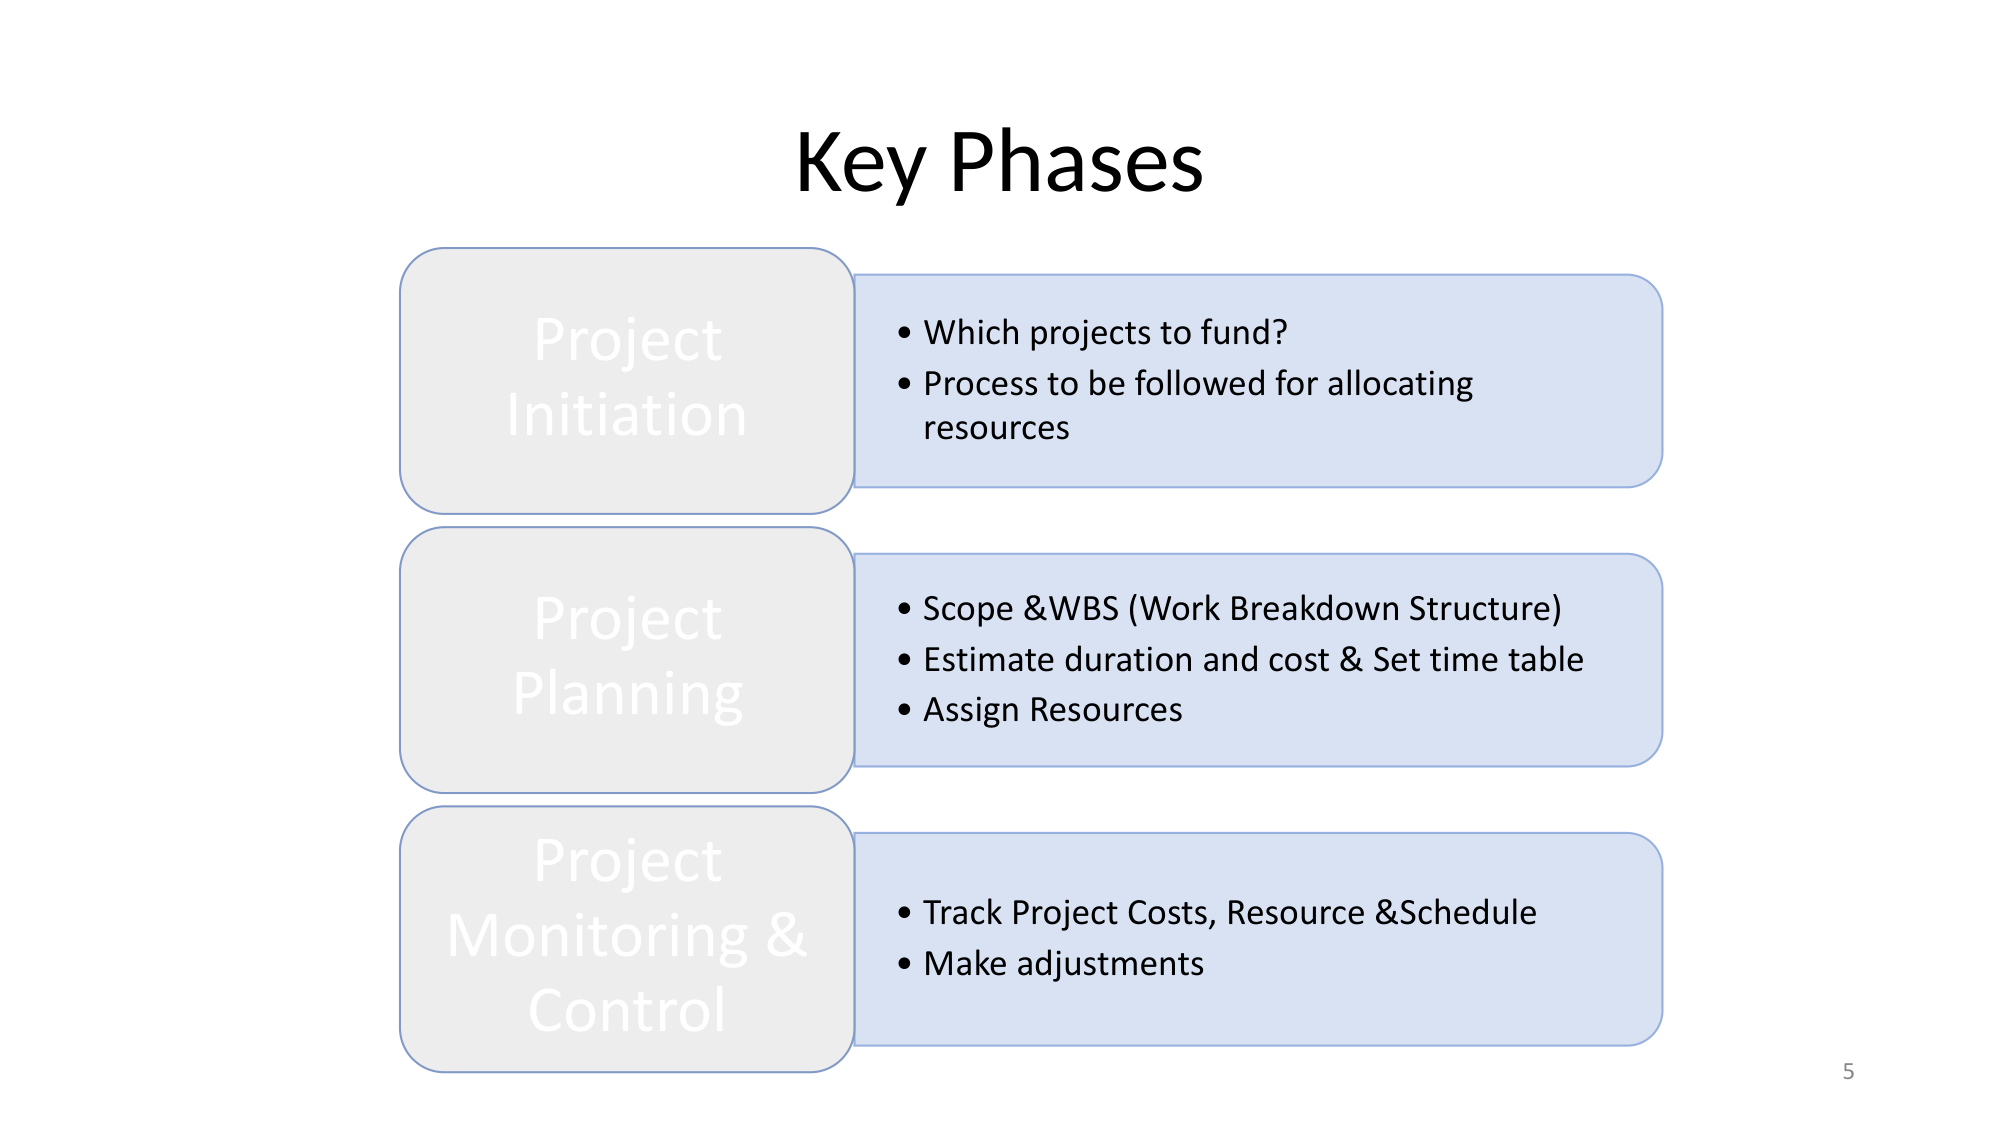 Key Phases
Project
Initiation
• Which projects to fund?
• Process to be followed for allocating
resources
Project
Planning
• Scope &WBS (Work Breakdown Structure)
• Estimate duration and cost & Set time table
• Assign Resources
Project
Monitoring &
Control
• Track Project Costs, Resource &Schedule
• Make adjustments
5